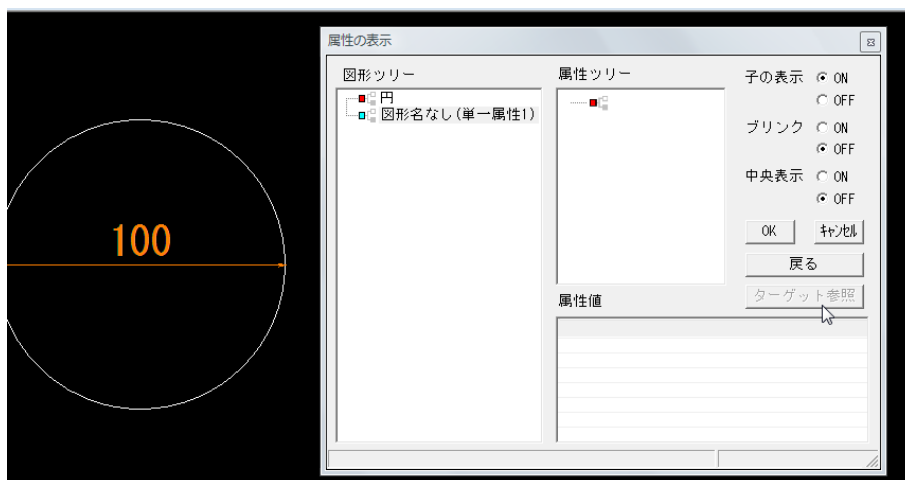 属性の表示
図形ツリー
円
図形名なし(単一属性1)
属性ツリー
子の表示 ON
OFF
ブリンク ON
OFF
中央表示 ON
OFF
OK キャンセル
戻る
ターゲット参照
属性値
100